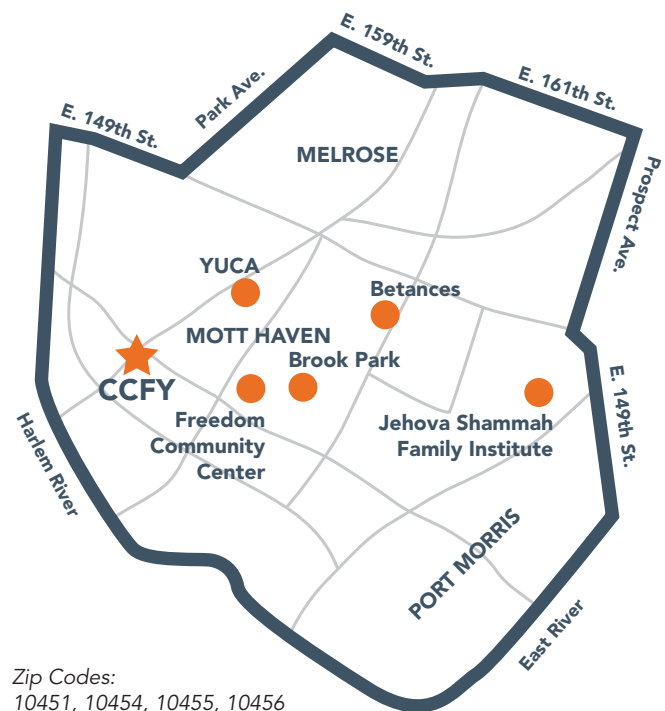 E. 159th St.
E. 161th St.
Park Ave.
E. 149th St.
MELROSE
Prospect Ave.
YUCA
Betances
MOTT HAVEN
Brook Park
CCFY
Freedom
Community
Center
Jehova Shammah
Family Institute
E. 149th St.
Harlem River
PORT MORRIS
East River
Zip Codes:
10451, 10454, 10455, 10456